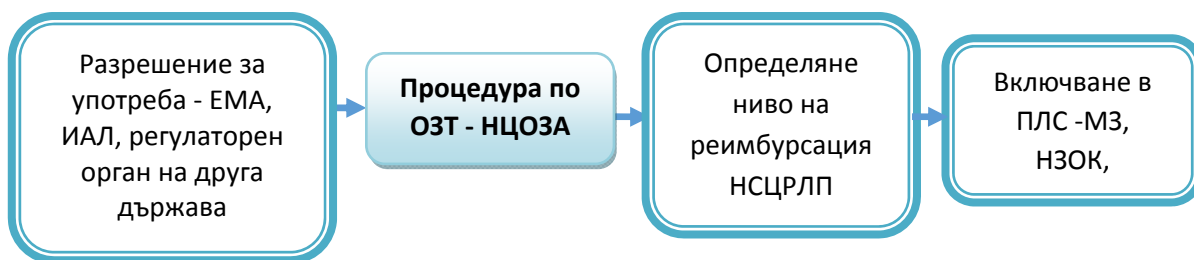 Разрешение за
употреба - ЕМА,
ИАЛ, регулаторен
орган на друга
държава
Процедура по
ОЗТ - НЦОЗА
Определяне
ниво на
реимбурсация
НСЦРЛП
Включване в
ПЛС -МЗ,
НЗОК,